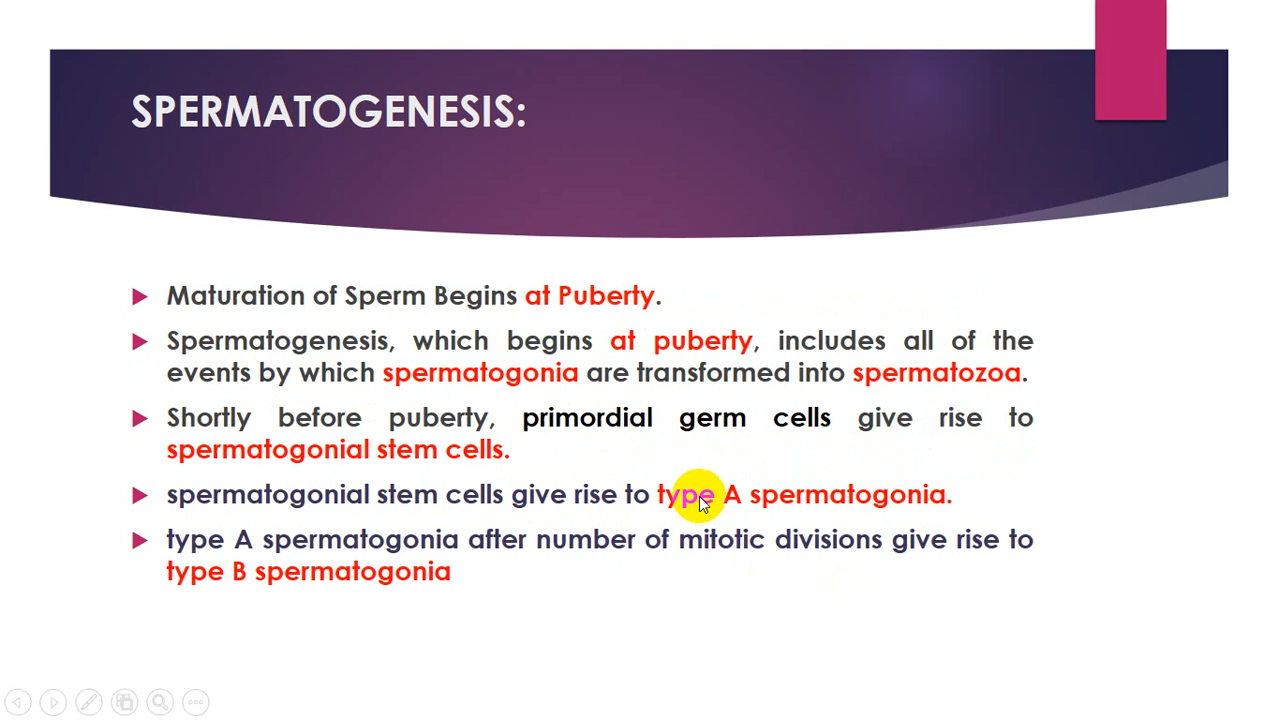 SPERMATOGENESIS:
Maturation of Sperm Begins at Puberty.
Spermatogenesis, which begins at puberty, includes all of the
events by which spermatogonia are transformed into spermatozoa.
Shortly before puberty, primordial germ cells give rise to
spermatogonial stem cells.
spermatogonial stem cells give rise to type A spermatogonia.
type A spermatogonia after number of mitotic divisions give rise to
type B spermatogonia